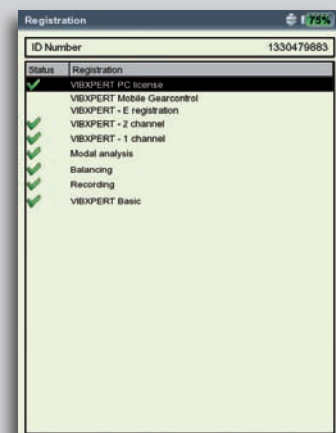 Registration 75%
ID Number 1330479883
Status Registration
VIBXPERT PC license
VIBXPERT Mobile Gearcontrol
VIBXPERT - E registration
VIBXPERT - 2 channel
VIBXPERT - 1 channel
Modal analysis
Balancing
Recording
VIBXPERT Basic